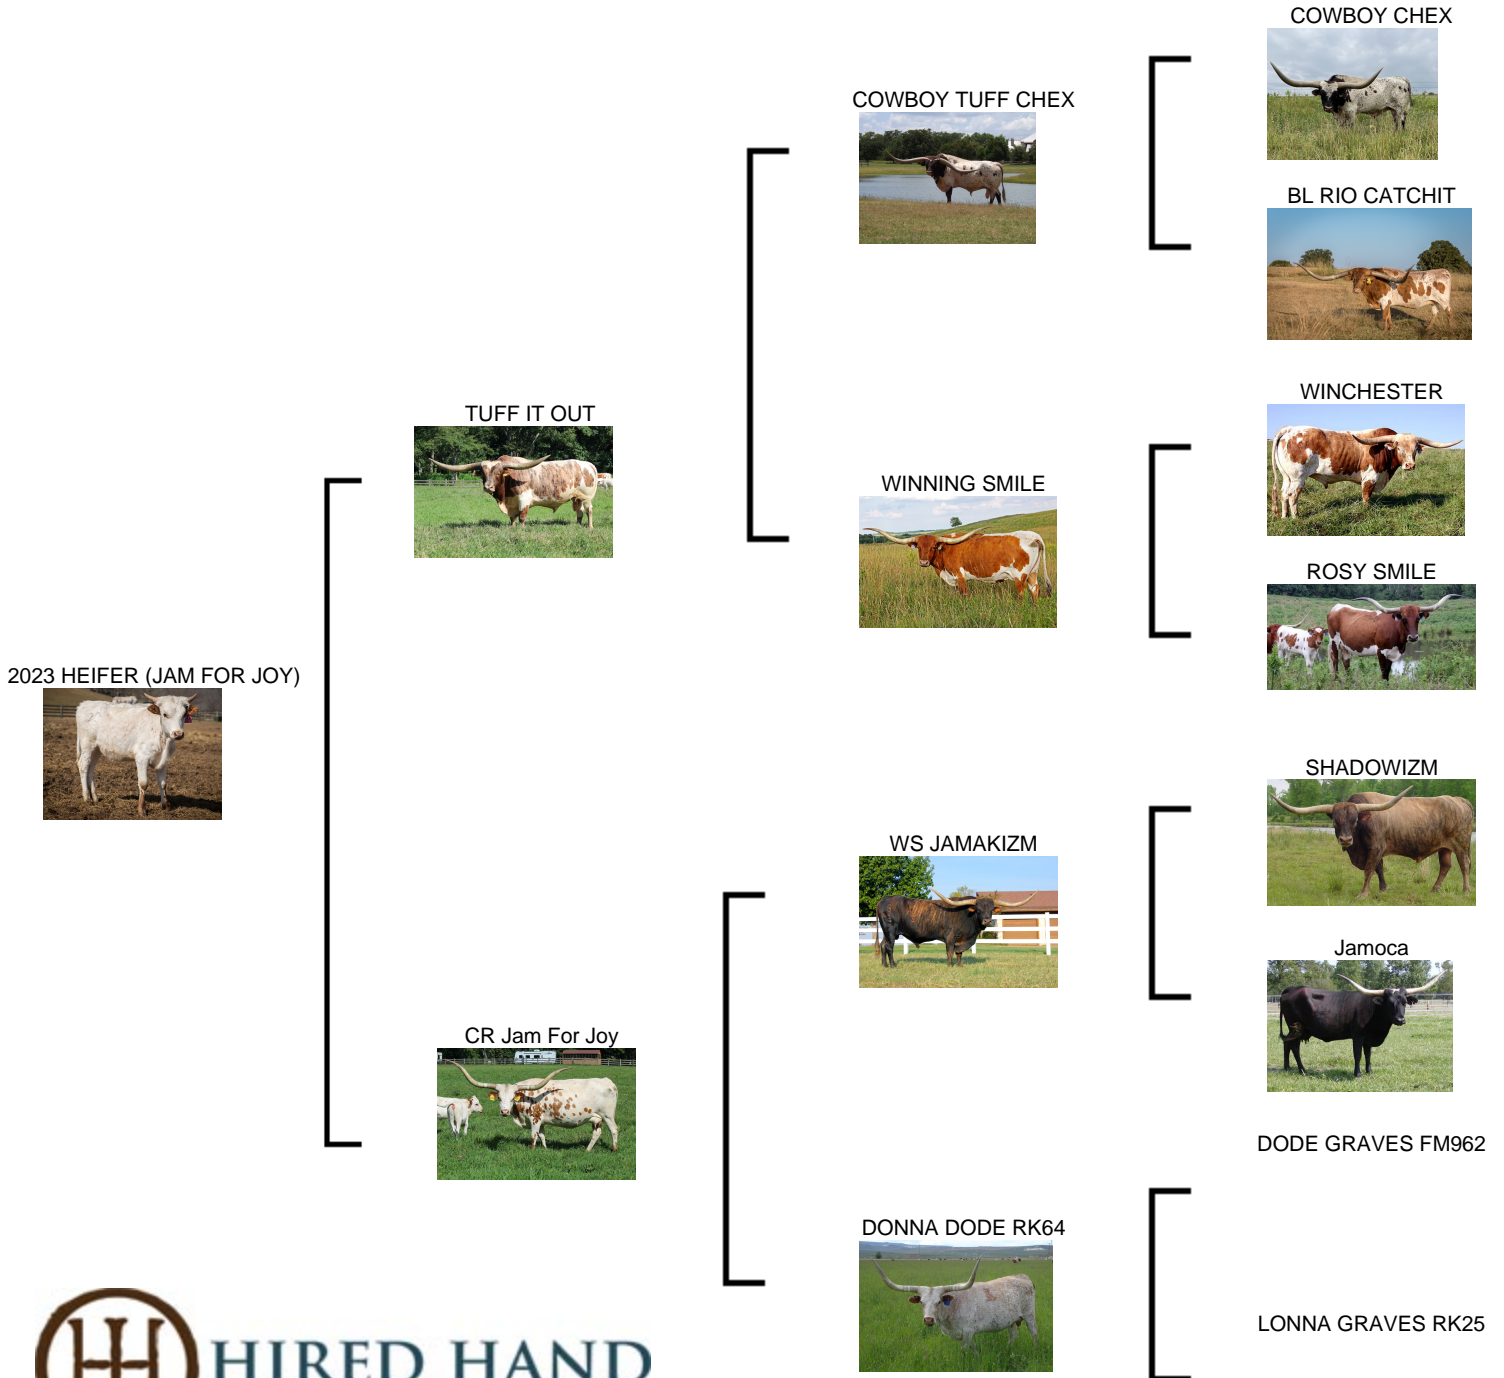 COWBOY CHEX
COWBOY TUFF CHEX
BL RIO CATCHIT
TUFF IT OUT
WINCHESTER
WINNING SMILE
ROSY SMILE
2023 HEIFER (JAM FOR JOY)
SHADOWIZM
WS JAMAKIZM
Jamoca
CR Jam For Joy
DODE GRAVES FM962
DONNA DODE RK64
LONNA GRAVES RK25
HIRED HAND